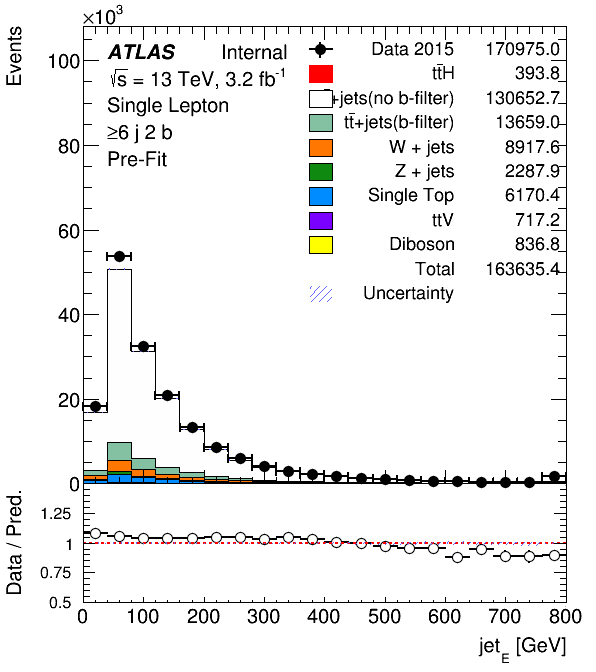 ×10³
Events
100
80
60
40
20
0
ATLAS Internal
√s = 13 TeV, 3.2 fb⁻¹
Single Lepton
≥6 j 2 b
Pre-Fit
Data 2015 170975.0
tt̄H 393.8
+jets(no b-filter) 130652.7
tt̄+jets(b-filter) 13659.0
W + jets 8917.6
Z + jets 2287.9
Single Top 6170.4
ttV 717.2
Diboson 836.8
Total 163635.4
Uncertainty
Data / Pred.
1.25
1
0.75
0.5
0 100 200 300 400 500 600 700 800
jet_E [GeV]